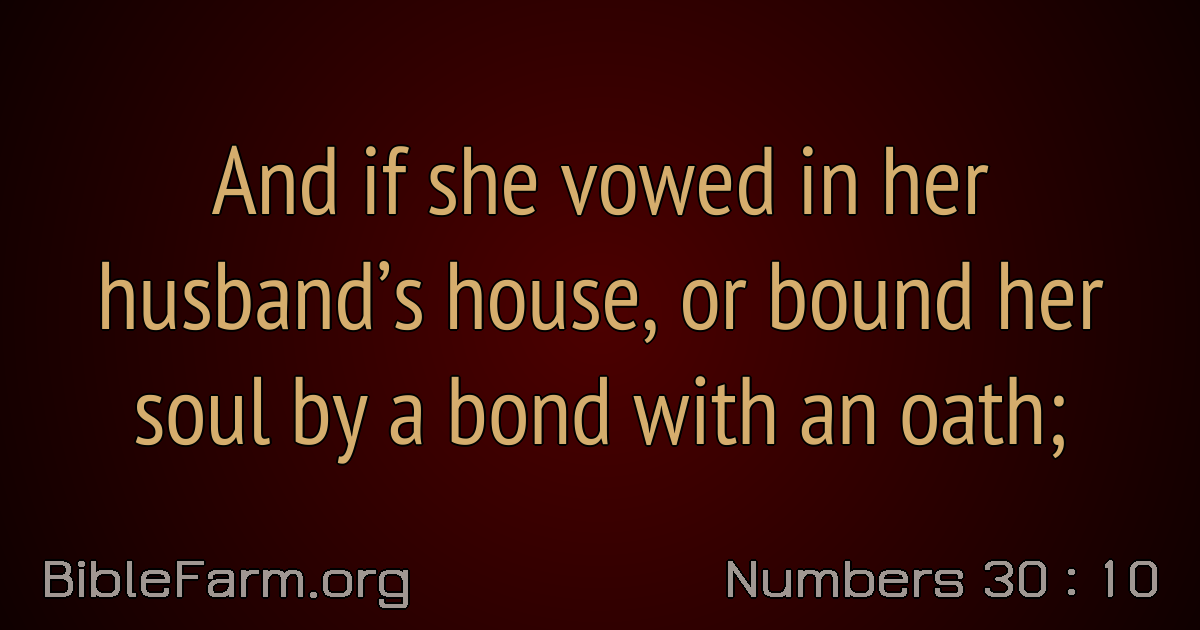 And if she vowed in her
husband’s house, or bound her
soul by a bond with an oath;
BibleFarm.org
Numbers 30 : 10